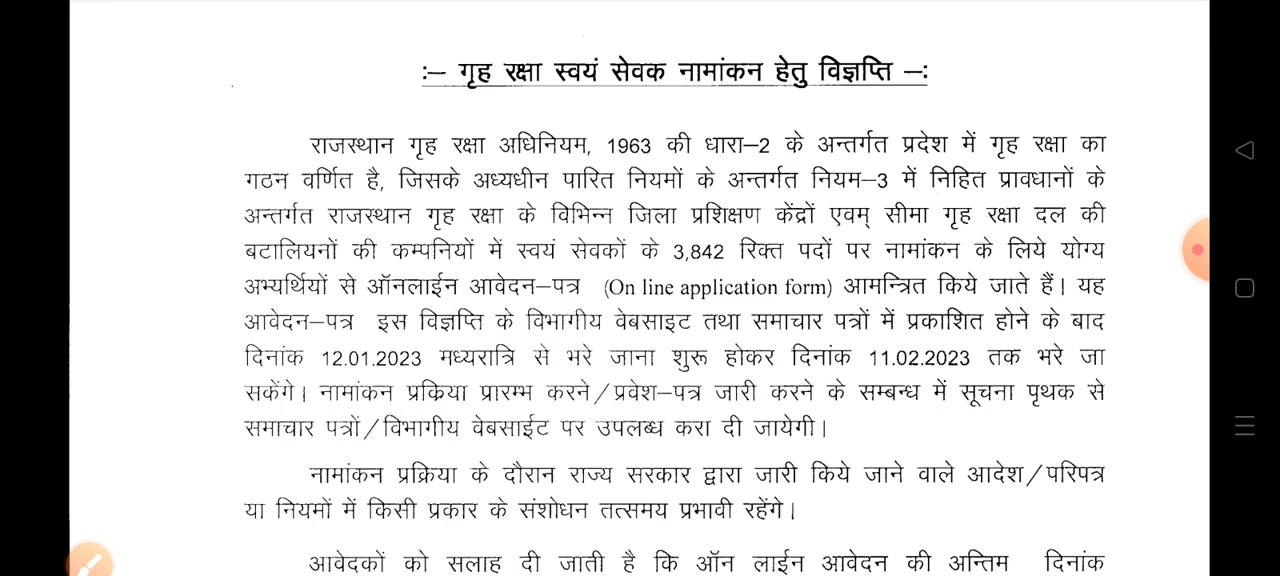 :– गृह रक्षा स्वयं सेवक नामांकन हेतु विज्ञप्ति –:
राजस्थान गृह रक्षा अधिनियम, 1963 की धारा–2 के अन्तर्गत प्रदेश में गृह रक्षा का
गठन वर्णित है, जिसके अध्यधीन पारित नियमों के अन्तर्गत नियम–3 में निहित प्रावधानों के
अन्तर्गत राजस्थान गृह रक्षा के विभिन्न जिला प्रशिक्षण केंद्रों एवम् सीमा गृह रक्षा दल की
बटालियनों की कम्पनियों में स्वयं सेवकों के 3,842 रिक्त पदों पर नामांकन के लिये योग्य
अभ्यर्थियों से ऑनलाईन आवेदन–पत्र (On line application form) आमन्त्रित किये जाते हैं। यह
आवेदन–पत्र इस विज्ञप्ति के विभागीय वेबसाइट तथा समाचार पत्रों में प्रकाशित होने के बाद
दिनांक 12.01.2023 मध्यरात्रि से भरे जाना शुरू होकर दिनांक 11.02.2023 तक भरे जा
सकेंगे। नामांकन प्रकिया प्रारम्भ करने/प्रवेश–पत्र जारी करने के सम्बन्ध में सूचना पृथक से
समाचार पत्रों/विभागीय वेबसाईट पर उपलब्ध करा दी जायेगी।
नामांकन प्रक्रिया के दौरान राज्य सरकार द्वारा जारी किये जाने वाले आदेश/परिपत्र
या नियमों में किसी प्रकार के संशोधन तत्समय प्रभावी रहेंगे।
आवेदकों को सलाह दी जाती है कि ऑन लाईन आवेदन की अन्तिम दिनांक